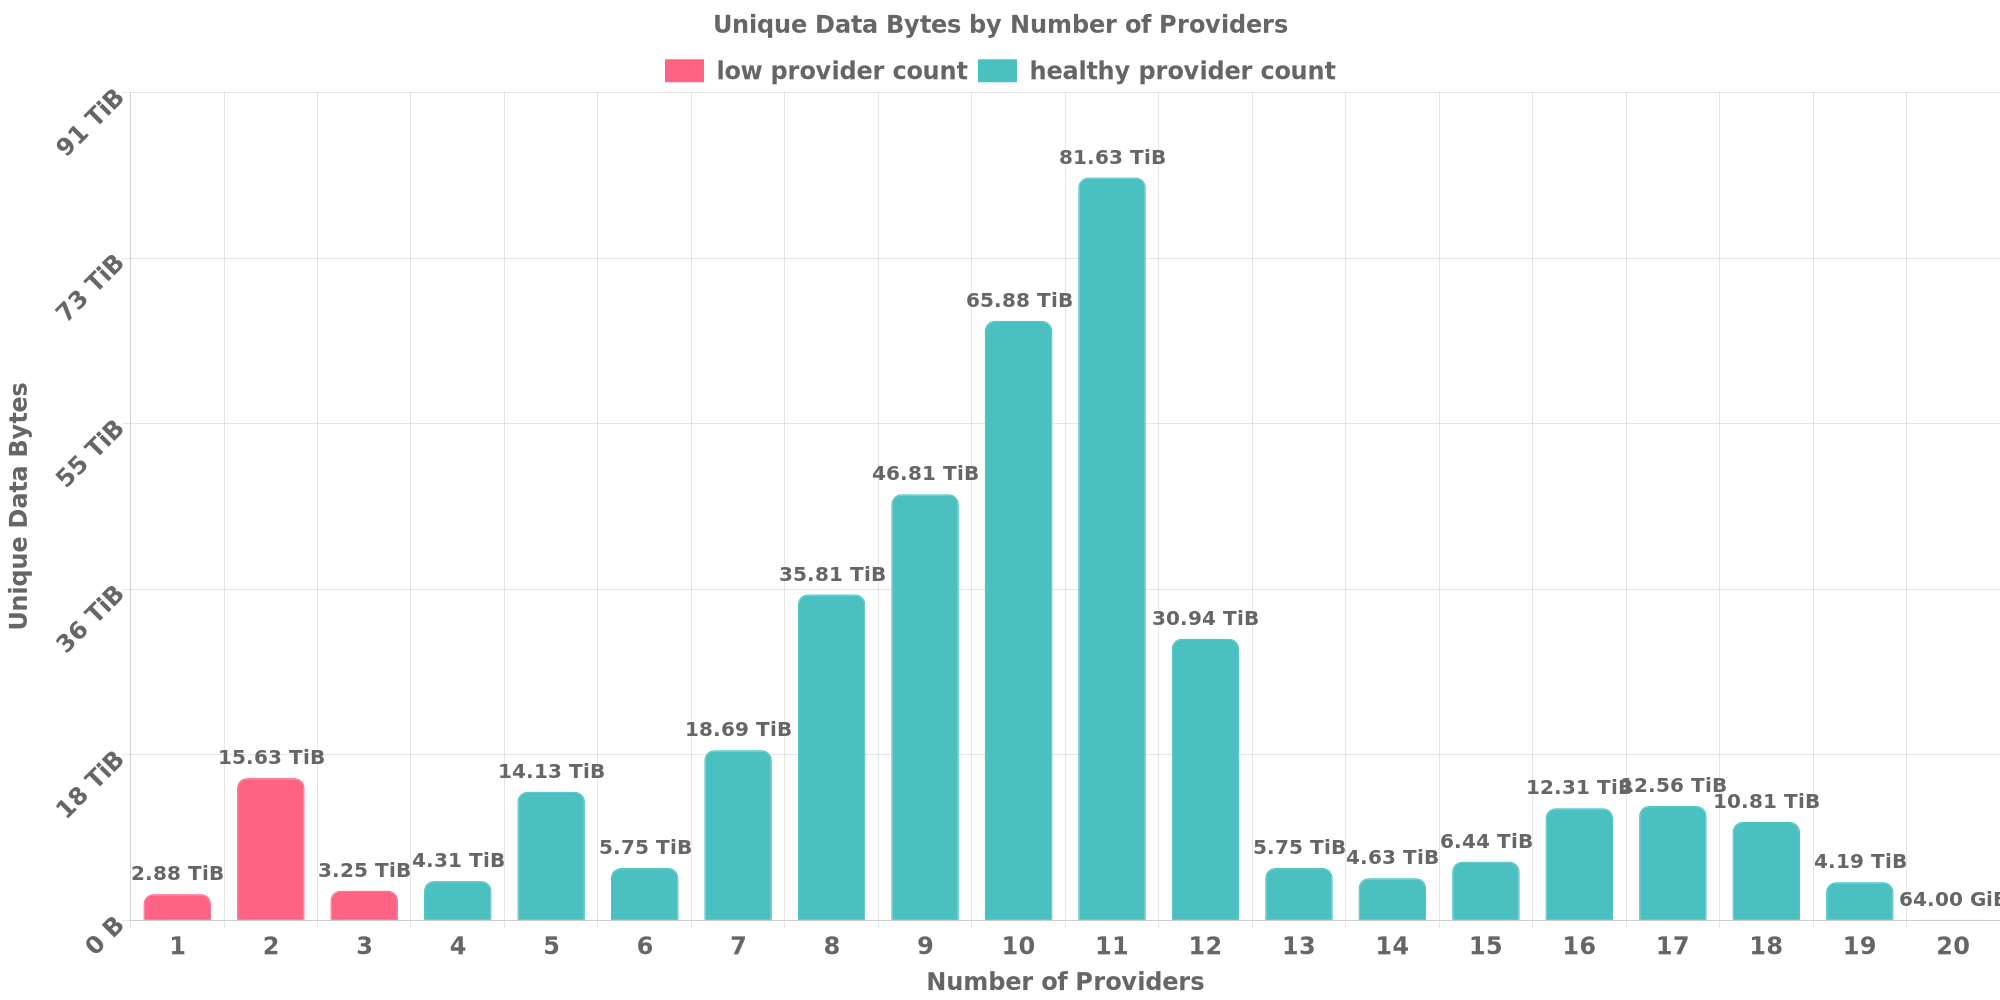 Unique Data Bytes by Number of Providers
low provider count healthy provider count
91 TiB
73 TiB
55 TiB
36 TiB
18 TiB
0 B
Unique Data Bytes
2.88 TiB
15.63 TiB
3.25 TiB
4.31 TiB
14.13 TiB
5.75 TiB
18.69 TiB
35.81 TiB
46.81 TiB
65.88 TiB
81.63 TiB
30.94 TiB
5.75 TiB
4.63 TiB
6.44 TiB
12.31 TiB
12.56 TiB
10.81 TiB
4.19 TiB
64.00 GiB
1 2 3 4 5 6 7 8 9 10 11 12 13 14 15 16 17 18 19 20
Number of Providers